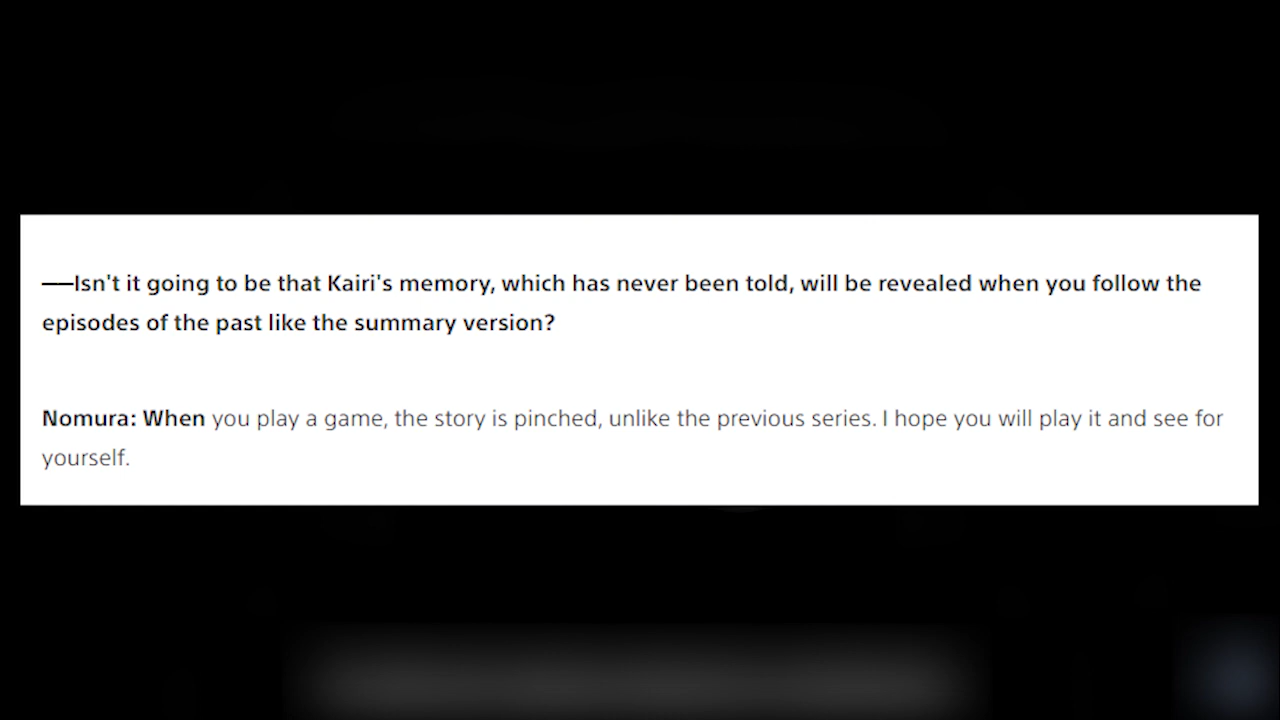 ——Isn't it going to be that Kairi's memory, which has never been told, will be revealed when you follow the
episodes of the past like the summary version?
Nomura: When you play a game, the story is pinched, unlike the previous series. I hope you will play it and see for
yourself.